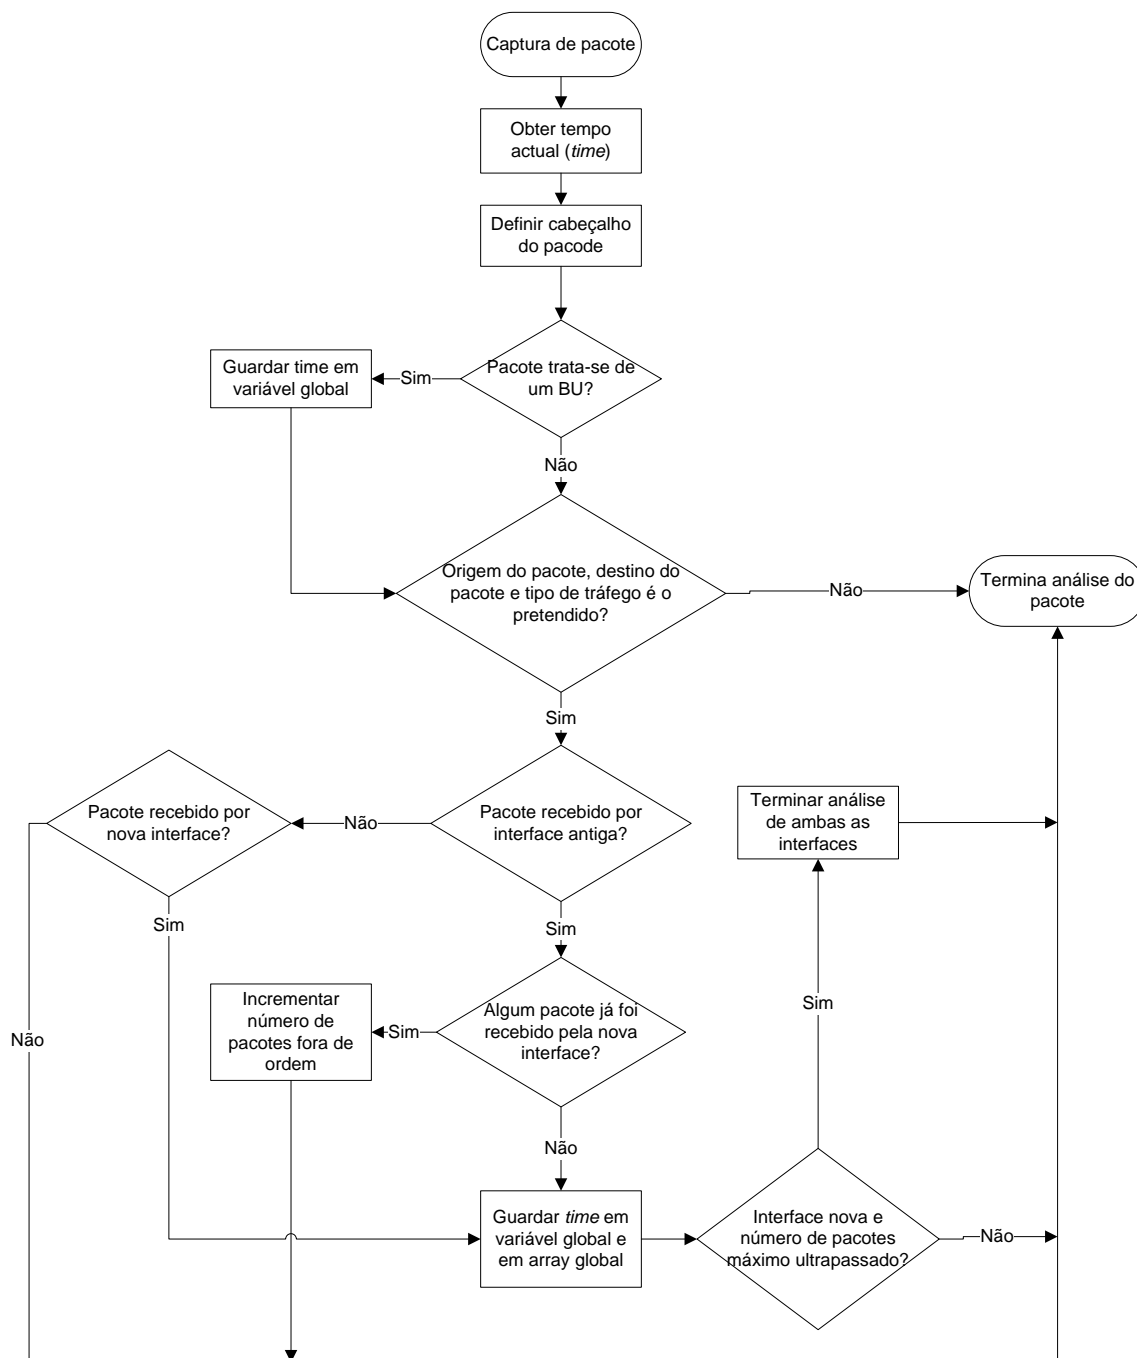 Captura de pacote
Obter tempo
actual (time)
Definir cabeçalho
do pacode
Pacote trata-se de
um BU?
Sim
Guardar time em
variável global
Não
Origem do pacote, destino do
pacote e tipo de tráfego é o
pretendido?
Não
Termina análise do
pacote
Sim
Pacote recebido por
interface antiga?
Não
Pacote recebido por
nova interface?
Terminar análise
de ambas as
interfaces
Sim
Sim
Algum pacote já foi
recebido pela nova
interface?
Sim
Incrementar
número de
pacotes fora de
ordem
Sim
Não
Não
Guardar time em
variável global e
em array global
Interface nova e
número de pacotes
máximo ultrapassado?
Não